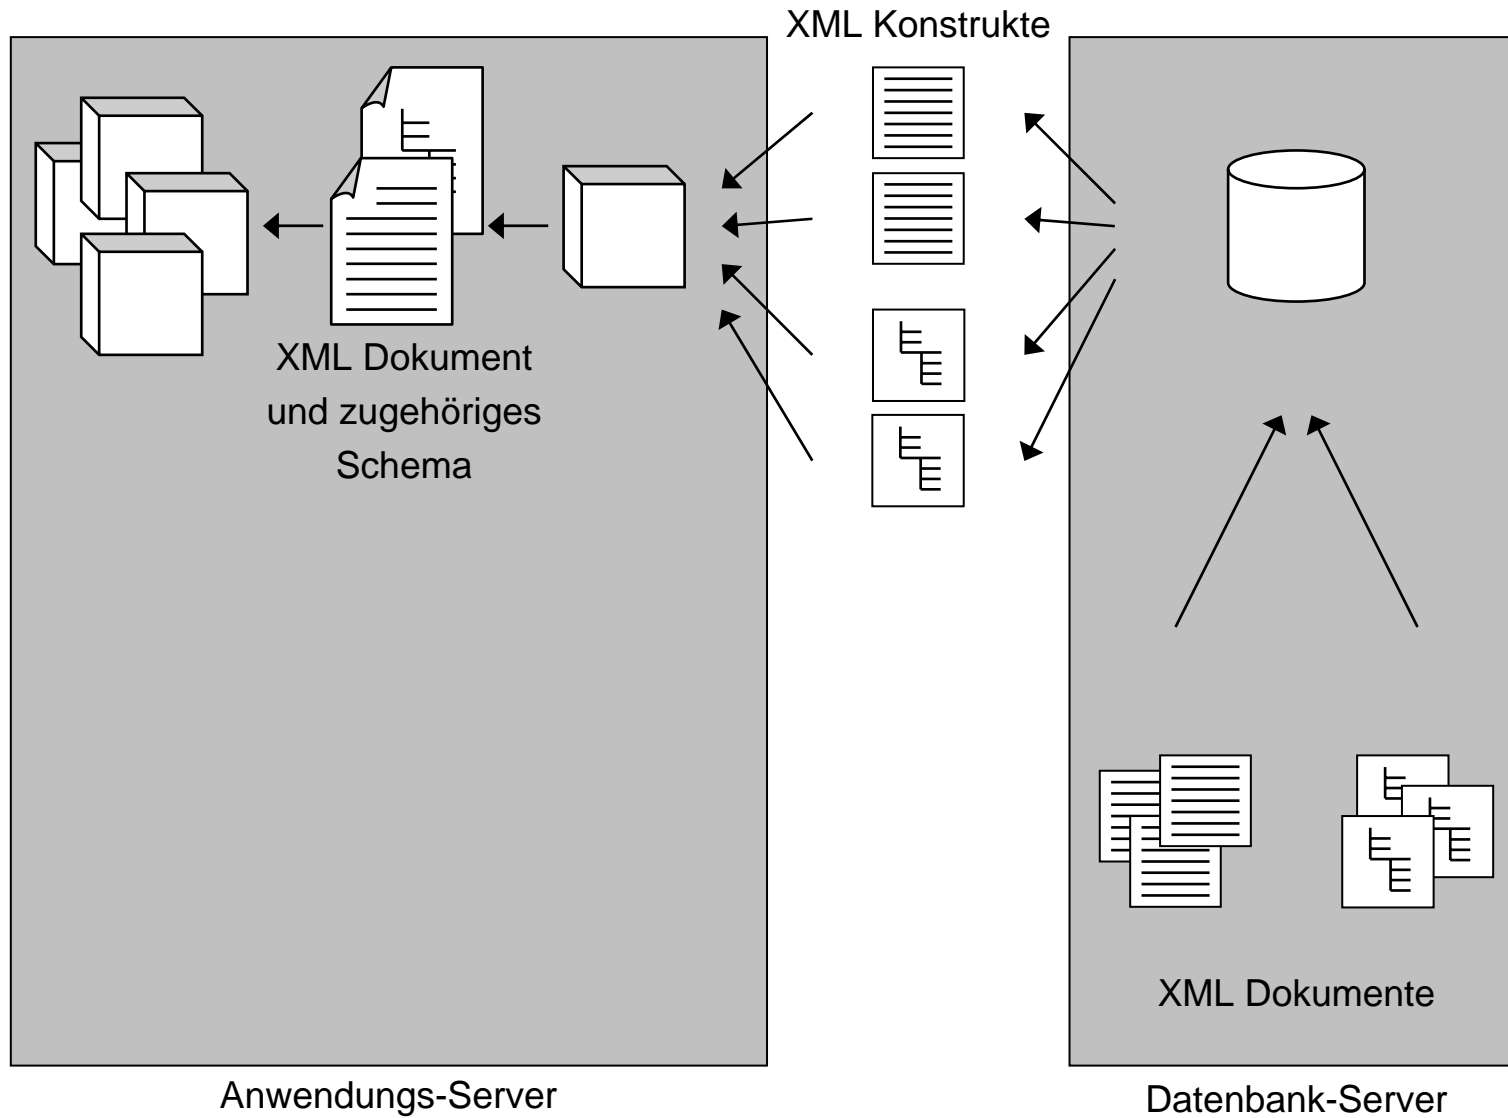 XML Konstrukte
XML Dokument
und zugehöriges
Schema
XML Dokumente
Anwendungs-Server
Datenbank-Server